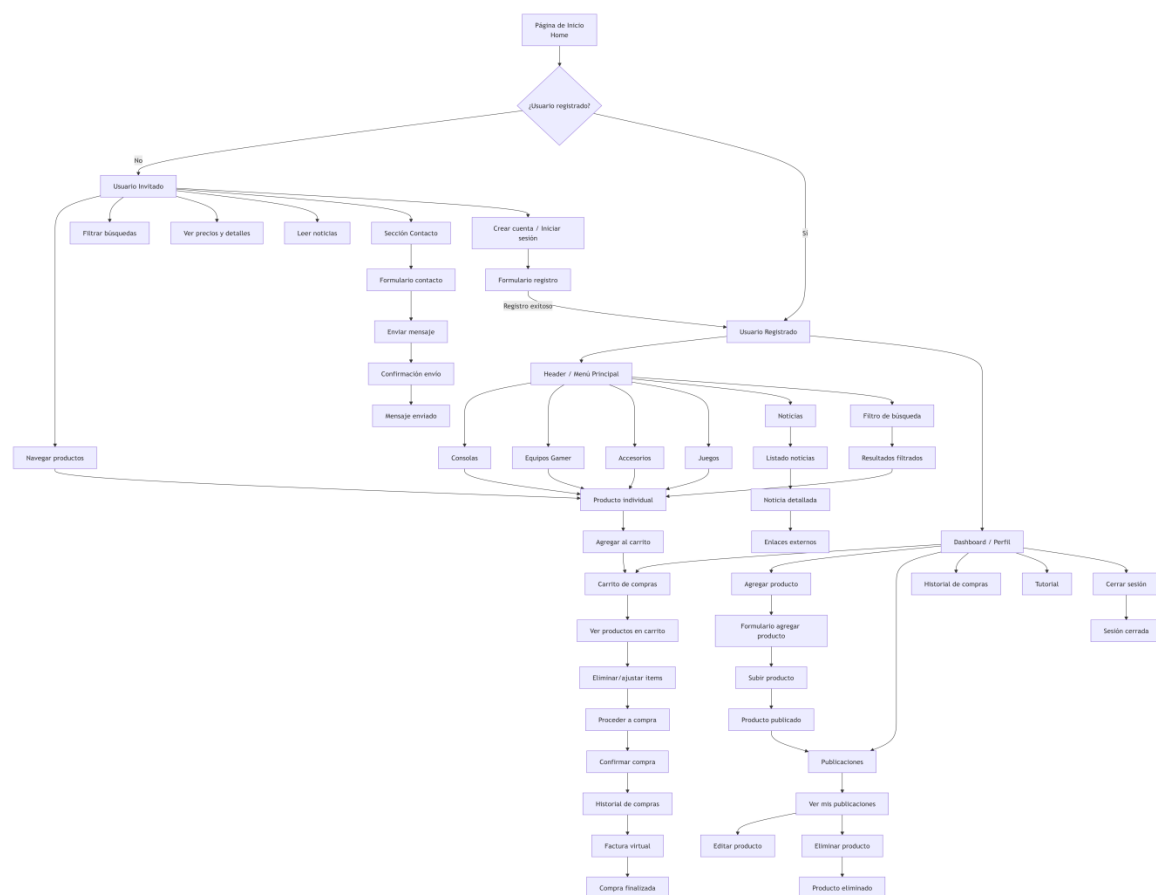 Página de Inicio
Home
¿Usuario registrado?
No
Usuario Invitado
Filtrar búsquedas
Ver precios y detalles
Leer noticias
Sección Contacto
Crear cuenta / Iniciar
sesión
Sí
Formulario contacto
Formulario registro
Registro exitoso
Enviar mensaje
Usuario Registrado
Confirmación envío
Header / Menú Principal
Mensaje enviado
Noticias
Filtro de búsqueda
Navegar productos
Consolas
Equipos Gamer
Accesorios
Juegos
Listado noticias
Resultados filtrados
Producto individual
Noticia detallada
Agregar al carrito
Enlaces externos
Dashboard / Perfil
Carrito de compras
Agregar producto
Historial de compras
Tutorial
Cerrar sesión
Ver productos en carrito
Formulario agregar
producto
Sesión cerrada
Eliminar/ajustar items
Subir producto
Proceder a compra
Producto publicado
Confirmar compra
Publicaciones
Historial de compras
Ver mis publicaciones
Factura virtual
Editar producto
Eliminar producto
Compra finalizada
Producto eliminado